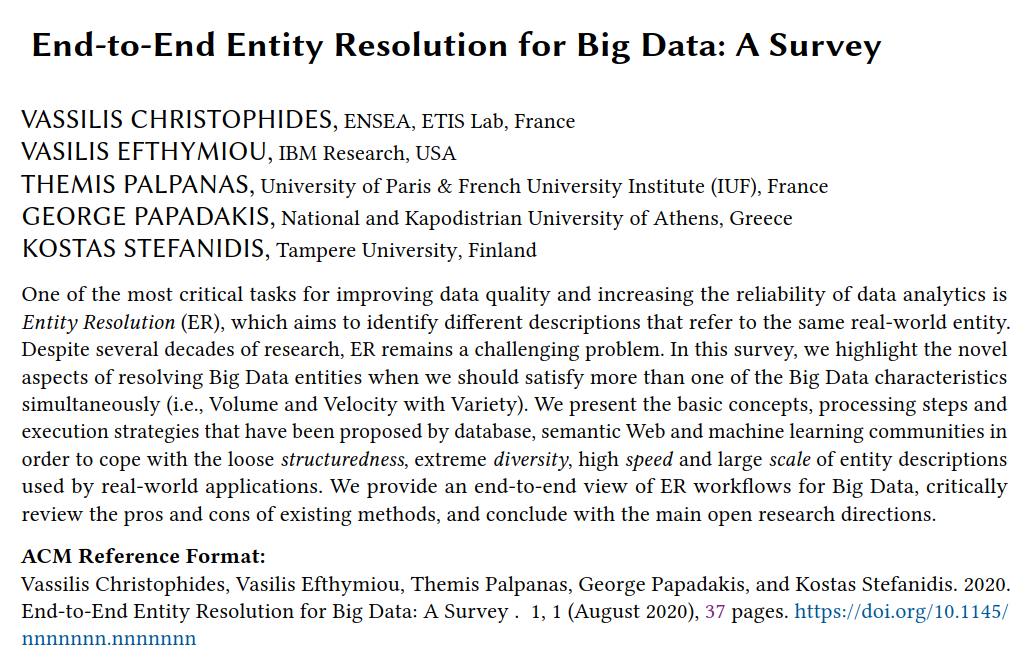 End-to-End Entity Resolution for Big Data: A Survey
VASSILIS CHRISTOPHIDES, ENSEA, ETIS Lab, France
VASILIS EFTHYMIOU, IBM Research, USA
THEMIS PALPANAS, University of Paris & French University Institute (IUF), France
GEORGE PAPADAKIS, National and Kapodistrian University of Athens, Greece
KOSTAS STEFANIDIS, Tampere University, Finland
One of the most critical tasks for improving data quality and increasing the reliability of data analytics is
Entity Resolution (ER), which aims to identify different descriptions that refer to the same real-world entity.
Despite several decades of research, ER remains a challenging problem. In this survey, we highlight the novel
aspects of resolving Big Data entities when we should satisfy more than one of the Big Data characteristics
simultaneously (i.e., Volume and Velocity with Variety). We present the basic concepts, processing steps and
execution strategies that have been proposed by database, semantic Web and machine learning communities in
order to cope with the loose structuredness, extreme diversity, high speed and large scale of entity descriptions
used by real-world applications. We provide an end-to-end view of ER workflows for Big Data, critically
review the pros and cons of existing methods, and conclude with the main open research directions.
ACM Reference Format:
Vassilis Christophides, Vasilis Efthymiou, Themis Palpanas, George Papadakis, and Kostas Stefanidis. 2020.
End-to-End Entity Resolution for Big Data: A Survey . 1, 1 (August 2020), 37 pages. https://doi.org/10.1145/
nnnnnnn.nnnnnnn